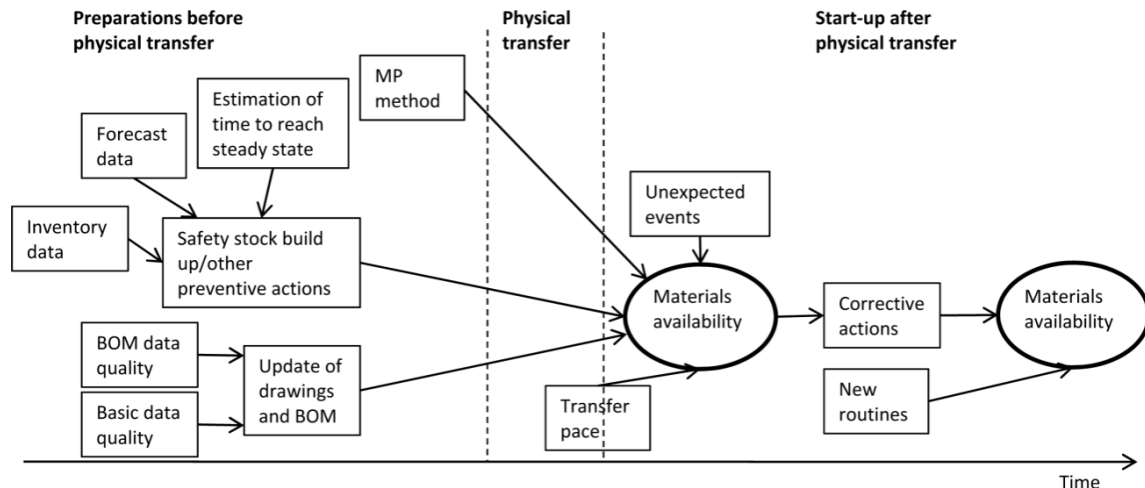 Preparations before
physical transfer
Physical
transfer
Start-up after
physical transfer
MP
method
Estimation of
time to reach
steady state
Forecast
data
Inventory
data
Safety stock build
up/other
preventive actions
Unexpected
events
Materials
availability
Corrective
actions
Materials
availability
BOM data
quality
Update of
drawings
and BOM
Basic data
quality
Transfer
pace
New
routines
Time